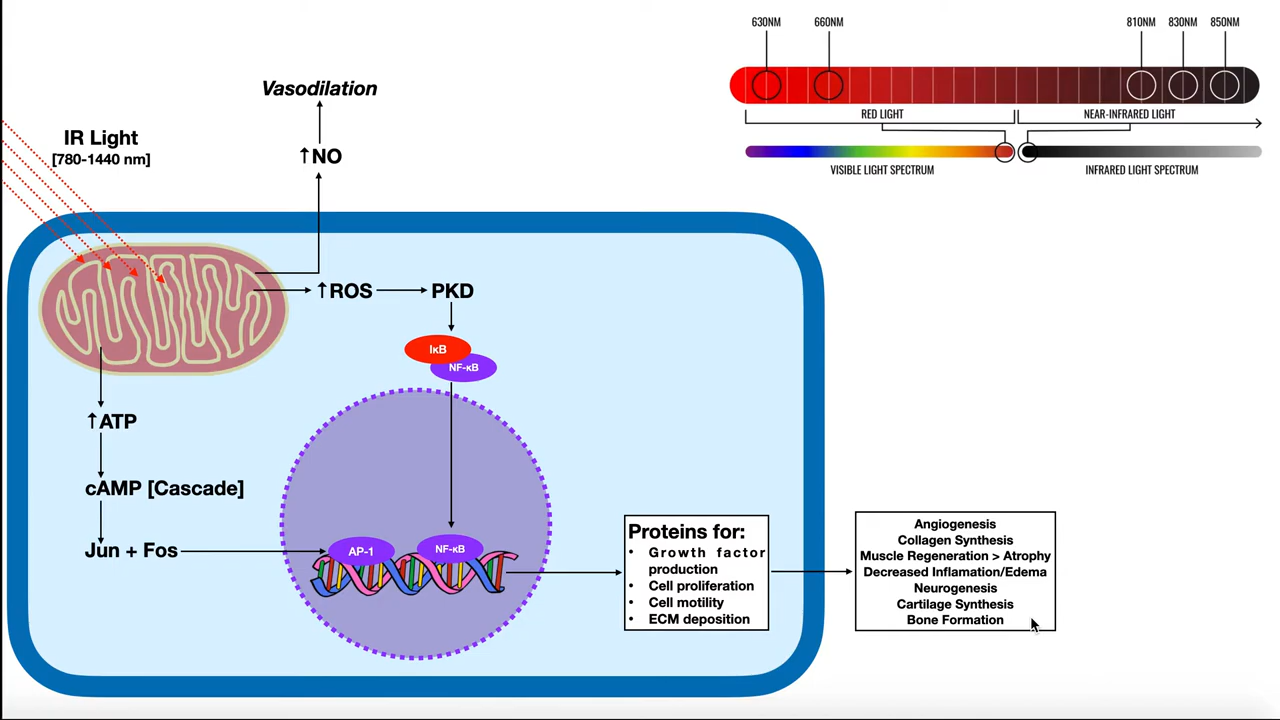 630NM
660NM
810NM
830NM
850NM
RED LIGHT
NEAR-INFRARED LIGHT
VISIBLE LIGHT SPECTRUM
INFRARED LIGHT SPECTRUM
Vasodilation
↑NO
IR Light
[780-1440 nm]
↑ROS
PKD
IκB
NF-κB
↑ATP
cAMP [Cascade]
Jun + Fos
AP-1
NF-κB
Proteins for:
• Growth factor
production
• Cell proliferation
• Cell motility
• ECM deposition
Angiogenesis
Collagen Synthesis
Muscle Regeneration > Atrophy
Decreased Inflamation/Edema
Neurogenesis
Cartilage Synthesis
Bone Formation